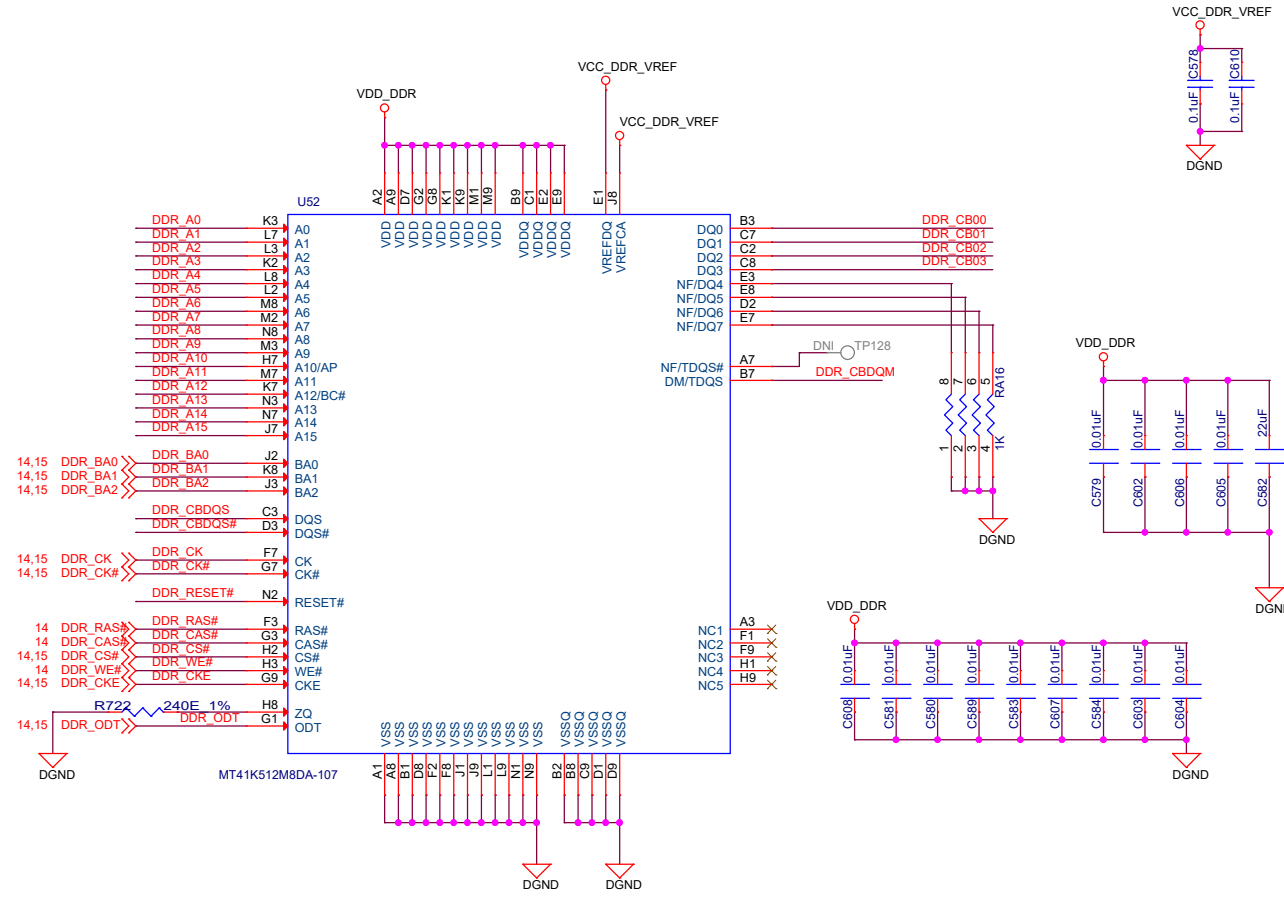 VCC_DDR_VREF
C578
C610
0.1uF
0.1uF
DGND
VCC_DDR_VREF
VDD_DDR
VCC_DDR_VREF
A2 A9 D7 G2 G8 K1 K9 M1 M9 B9 C1 E2 E9 E1 J8
U52
VDD VDD VDD VDD VDD VDD VDD VDD VDD VDDQ VDDQ VDDQ VDDQ VREFDQ VREFCA
DDR_A0 K3 A0
DDR_A1 L7 A1
DDR_A2 L3 A2
DDR_A3 K2 A3
DDR_A4 L8 A4
DDR_A5 L2 A5
DDR_A6 M8 A6
DDR_A7 M2 A7
DDR_A8 N8 A8
DDR_A9 M3 A9
DDR_A10 H7 A10/AP
DDR_A11 M7 A11
DDR_A12 K7 A12/BC#
DDR_A13 N3 A13
DDR_A14 N7 A14
DDR_A15 J7 A15
14,15 DDR_BA0 DDR_BA0 J2 BA0
14,15 DDR_BA1 DDR_BA1 K8 BA1
14,15 DDR_BA2 DDR_BA2 J3 BA2
DDR_CBDQS C3 DQS
DDR_CBDQS# D3 DQS#
14,15 DDR_CK DDR_CK F7 CK
14,15 DDR_CK# DDR_CK# G7 CK#
DDR_RESET# N2 RESET#
14 DDR_RAS# DDR_RAS# F3 RAS#
14 DDR_CAS# DDR_CAS# G3 CAS#
14,15 DDR_CS# DDR_CS# H2 CS#
14 DDR_WE# DDR_WE# H3 WE#
14,15 DDR_CKE DDR_CKE G9 CKE
R722 240E_1% H8 ZQ
14,15 DDR_ODT DDR_ODT G1 ODT
DGND
MT41K512M8DA-107
DQ0 B3 DDR_CB00
DQ1 C7 DDR_CB01
DQ2 C2 DDR_CB02
DQ3 C8 DDR_CB03
NF/DQ4 E3
NF/DQ5 E8
NF/DQ6 D2
NF/DQ7 E7
NF/TDQS# A7 DNI TP128
DM/TDQS B7 DDR_CBDQM
8 7 6 5 RA16
1 2 3 4 1K
DGND
NC1 A3
NC2 F1
NC3 F9
NC4 H1
NC5 H9
VSS VSS VSS VSS VSS VSS VSS VSS VSS VSS VSS VSS VSSQ VSSQ VSSQ VSSQ VSSQ
A1 A8 B1 D8 F2 F8 J1 J9 L1 L9 N1 N9 B2 B8 C9 D1 D9
DGND DGND
VDD_DDR
0.01uF 0.01uF 0.01uF 0.01uF 22uF
C579 C602 C606 C605 C582
DGND
VDD_DDR
0.01uF 0.01uF 0.01uF 0.01uF 0.01uF 0.01uF 0.01uF 0.01uF 0.01uF
C608 C581 C580 C589 C583 C607 C584 C603 C604
DGND